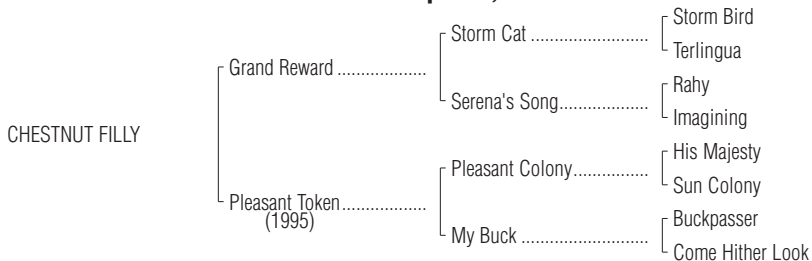 Storm Bird
Storm Cat ....................
Terlingua
Grand Reward ...................
Rahy
Serena's Song...................
Imagining
CHESTNUT FILLY
His Majesty
Pleasant Colony................
Sun Colony
Pleasant Token..................
(1995)
Buckpasser
My Buck ...........................
Come Hither Look